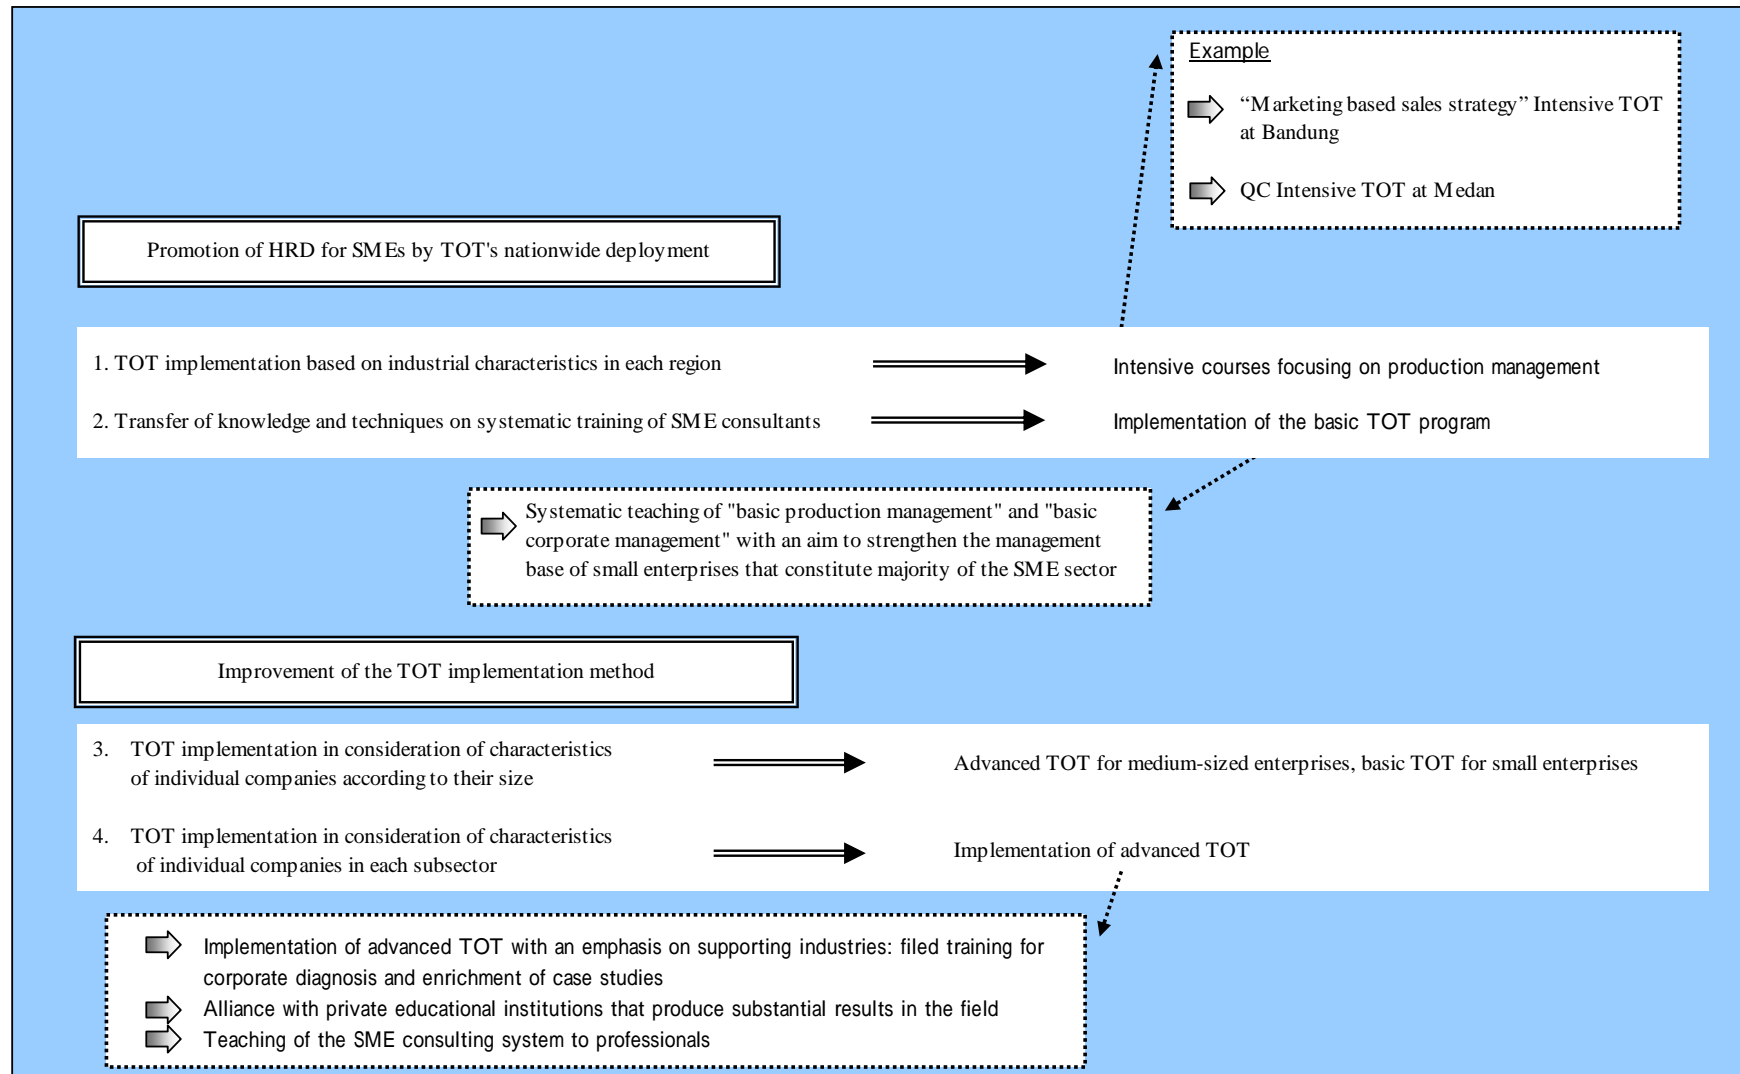 Example
“Marketing based sales strategy” Intensive TOT
at Bandung
QC Intensive TOT at Medan
Promotion of HRD for SMEs by TOT's nationwide deployment
1. TOT implementation based on industrial characteristics in each region
Intensive courses focusing on production management
2. Transfer of knowledge and techniques on systematic training of SME consultants
Implementation of the basic TOT program
Systematic teaching of "basic production management" and "basic
corporate management" with an aim to strengthen the management
base of small enterprises that constitute majority of the SME sector
Improvement of the TOT implementation method
3. TOT implementation in consideration of characteristics
of individual companies according to their size
Advanced TOT for medium-sized enterprises, basic TOT for small enterprises
4. TOT implementation in consideration of characteristics
of individual companies in each subsector
Implementation of advanced TOT
Implementation of advanced TOT with an emphasis on supporting industries: filed training for
corporate diagnosis and enrichment of case studies
Alliance with private educational institutions that produce substantial results in the field
Teaching of the SME consulting system to professionals